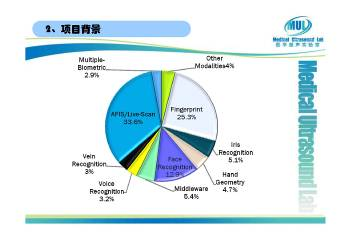 2、项目背景
MUL
Medical Ultrasound Lab
医学超声实验室
Multiple-
Biometric
2.9%
Other
Modalities4%
AFIS/Live-Scan
33.6%
Fingerprint
25.3%
Iris
Recognition
5.1%
Hand
Geometry
4.7%
Middleware
5.4%
Face
Recognition
12.9%
Voice
Recognition
3.2%
Vein
Recognition
3%
Medical Ultrasound Lab